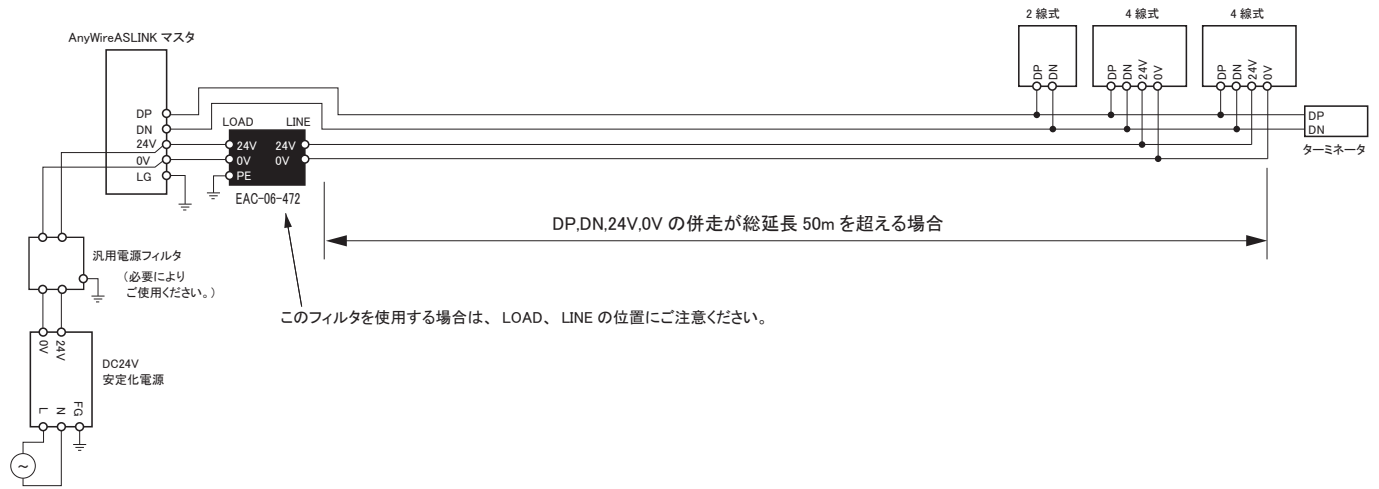 2 線式
4 線式
4 線式
AnyWireASLINK マスタ
DP
DN
DP
DN
24V
0V
DP
DN
24V
0V
DP
DN
24V
0V
LG
LOAD
LINE
24V
24V
0V
0V
PE
EAC-06-472
DP
DN
ターミネータ
DP,DN,24V,0V の併走が総延長 50m を超える場合
汎用電源フィルタ
(必要により
ご使用ください。)
このフィルタを使用する場合は、 LOAD、 LINE の位置にご注意ください。
0V
24V
DC24V
安定化電源
L
N
FG
~